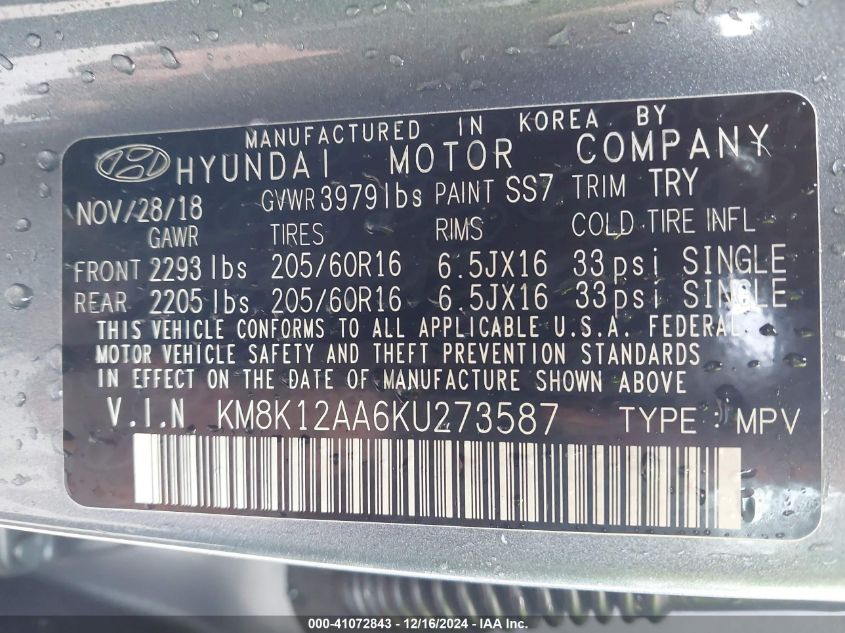 MANUFACTURED IN KOREA BY
HYUNDAI MOTOR COMPANY
NOV/28/18 GVWR 3979lbs PAINT SS7 TRIM TRY
GAWR TIRES RIMS COLD TIRE INFL
FRONT 2293lbs 205/60R16 6.5JX16 33psi SINGLE
REAR 2205lbs 205/60R16 6.5JX16 33psi SINGLE
THIS VEHICLE CONFORMS TO ALL APPLICABLE U.S.A. FEDERAL
MOTOR VEHICLE SAFETY AND THEFT PREVENTION STANDARDS
IN EFFECT ON THE DATE OF MANUFACTURE SHOWN ABOVE
V.I.N KM8K12AA6KU273587 TYPE : MPV
000-41072843 - 12/16/2024 - IAA Inc.